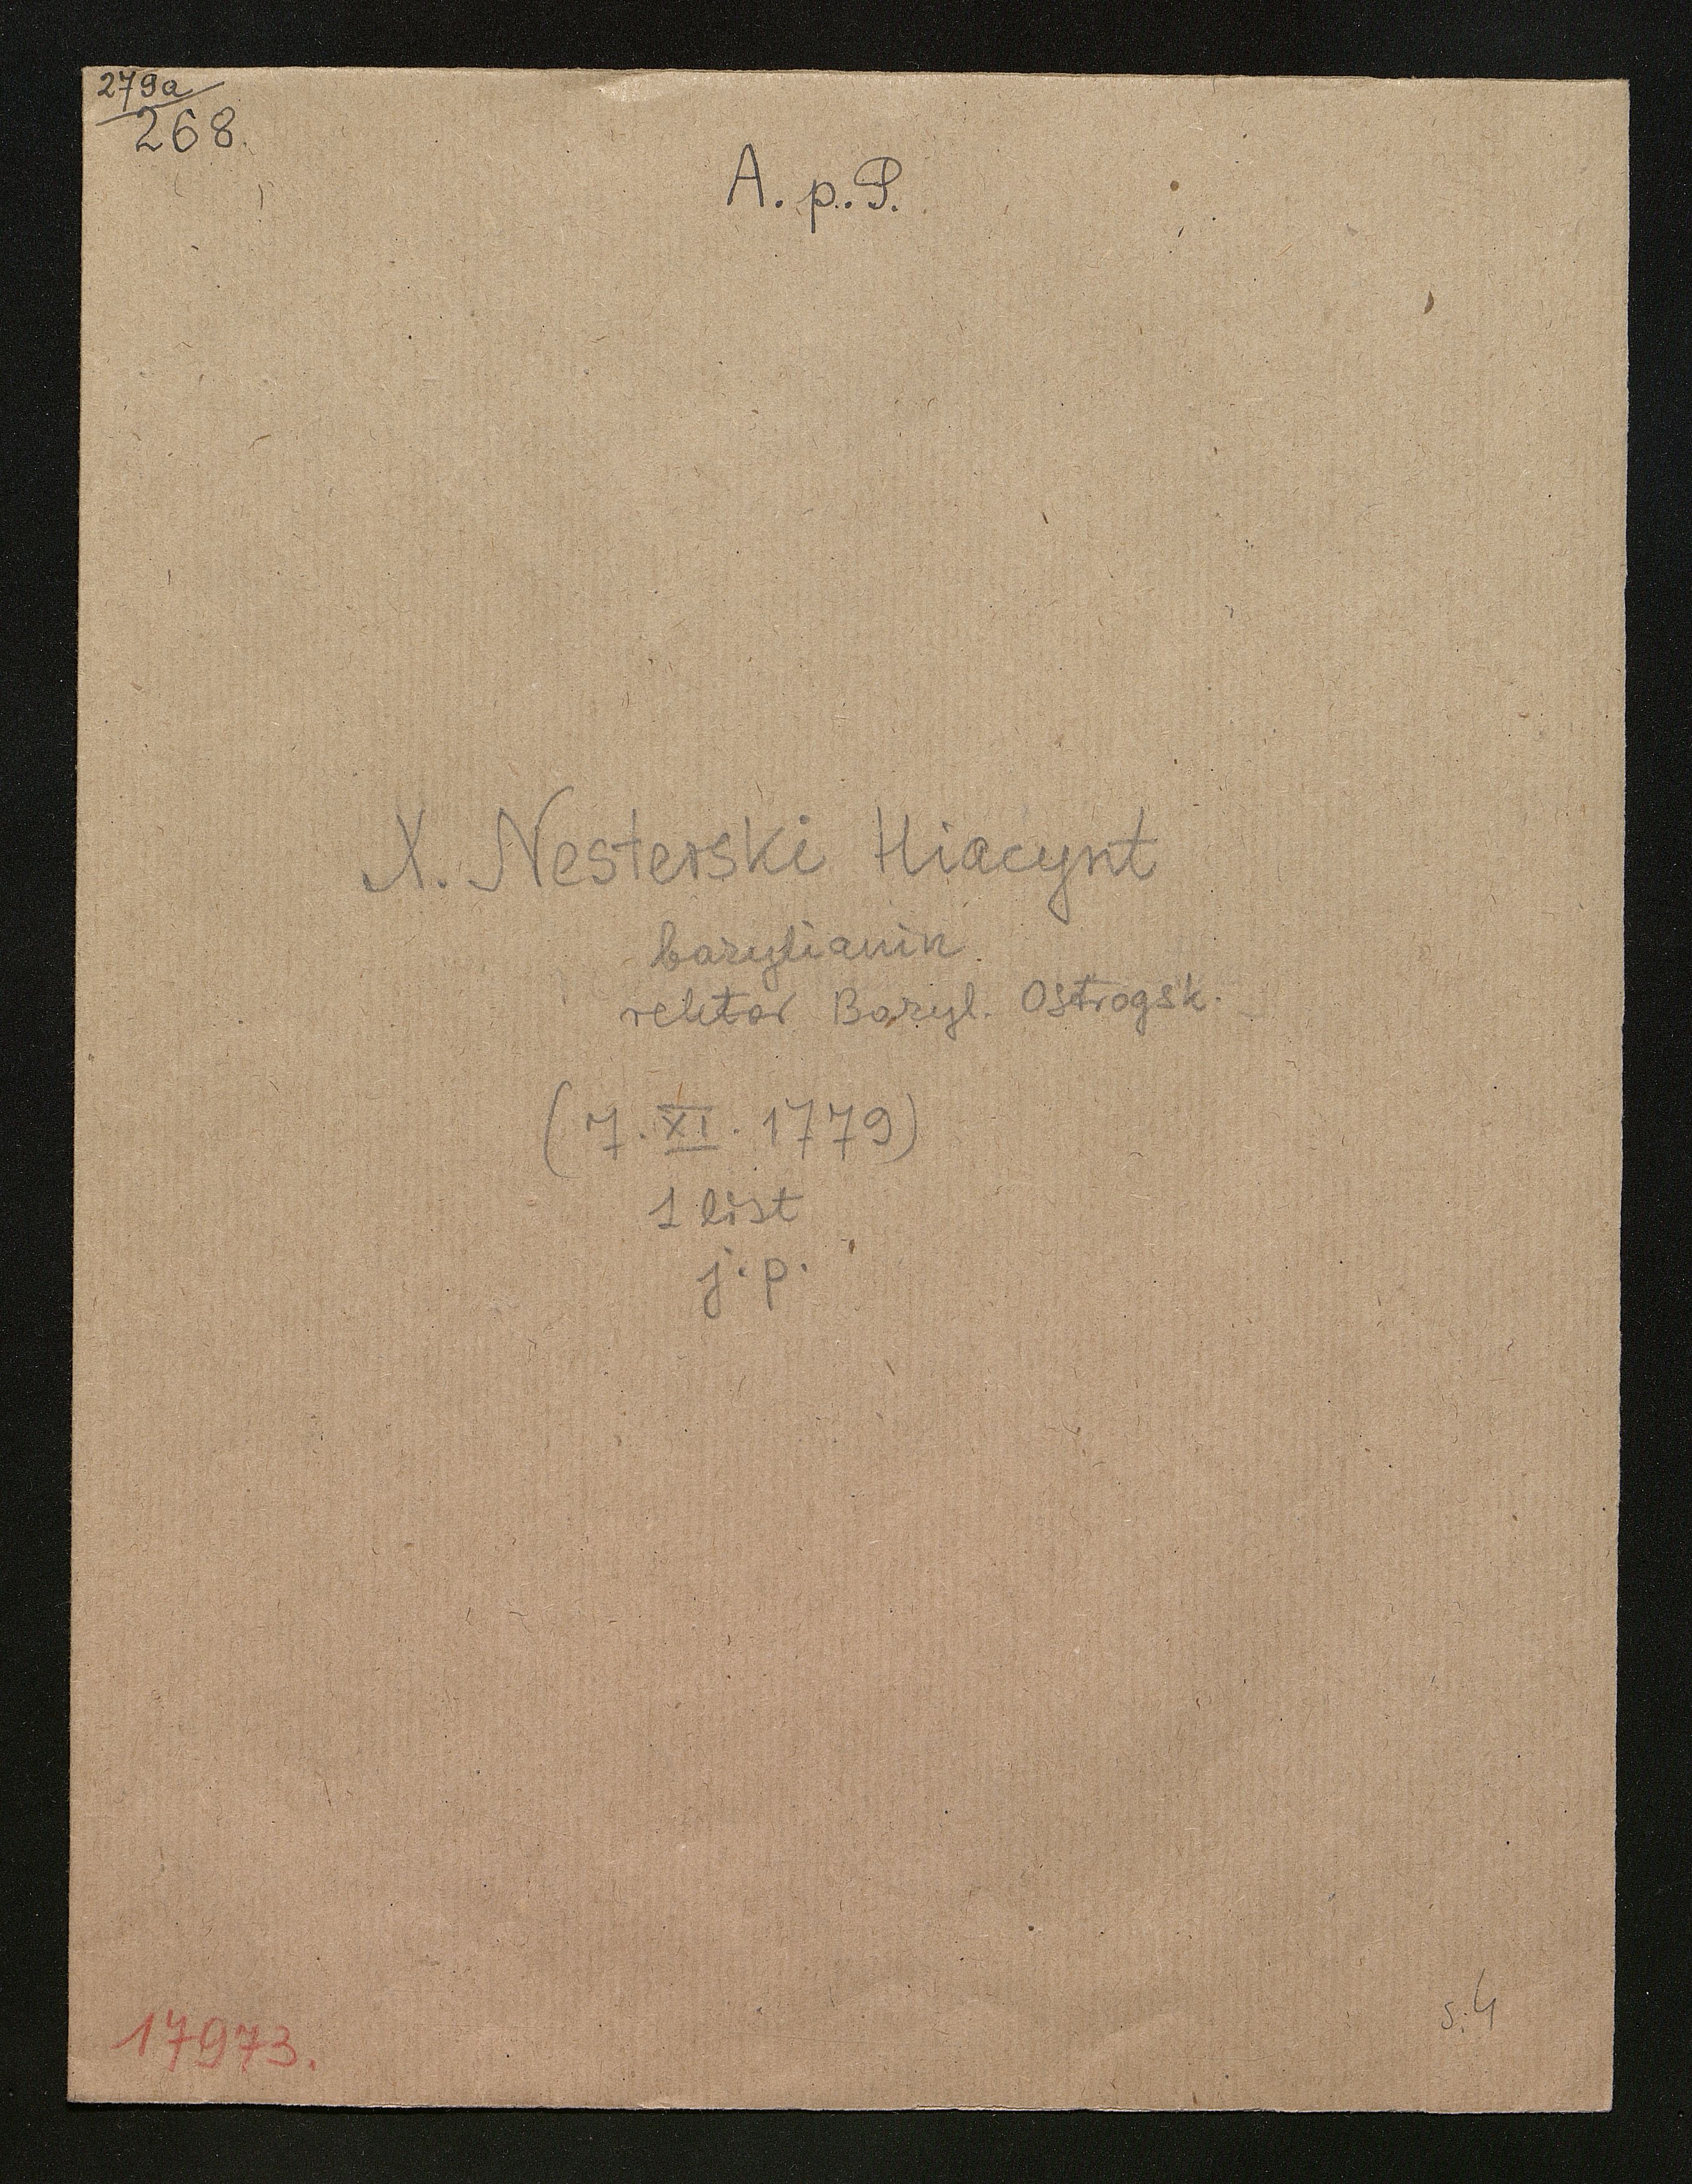 279a
268.
A. p. P.
X. Nesterski Hiacynt
bazylianin.
rektor Bazyl. Ostrogsk.
(7. XI. 1779)
1 list
j. p.
17973.
s. 4